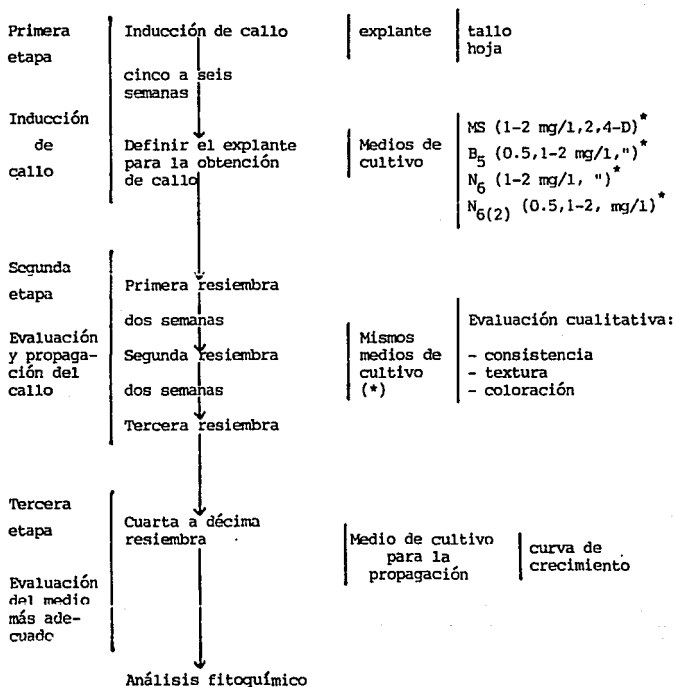 Primera
etapa
Inducción
de
callo
Inducción de callo
cinco a seis
semanas
Definir el explante
para la obtención
de callo
explante
tallo
hoja
Medios de
cultivo
MS (1-2 mg/l,2,4-D)*
B5 (0.5,1-2 mg/l,")*
N6 (1-2 mg/l, ")*
N6(2) (0.5,1-2, mg/l)*
Segunda
etapa
Evaluación
y propaga-
ción del
callo
Primera resiembra
dos semanas
Segunda resiembra
dos semanas
Tercera resiembra
Mismos
medios de
cultivo
(*)
Evaluación cualitativa:
- consistencia
- textura
- coloración
Tercera
etapa
Evaluación
del medio
más ade-
cuado
Cuarta a décima
resiembra
Medio de cultivo
para la
propagación
curva de
crecimiento
Análisis fitoquímico